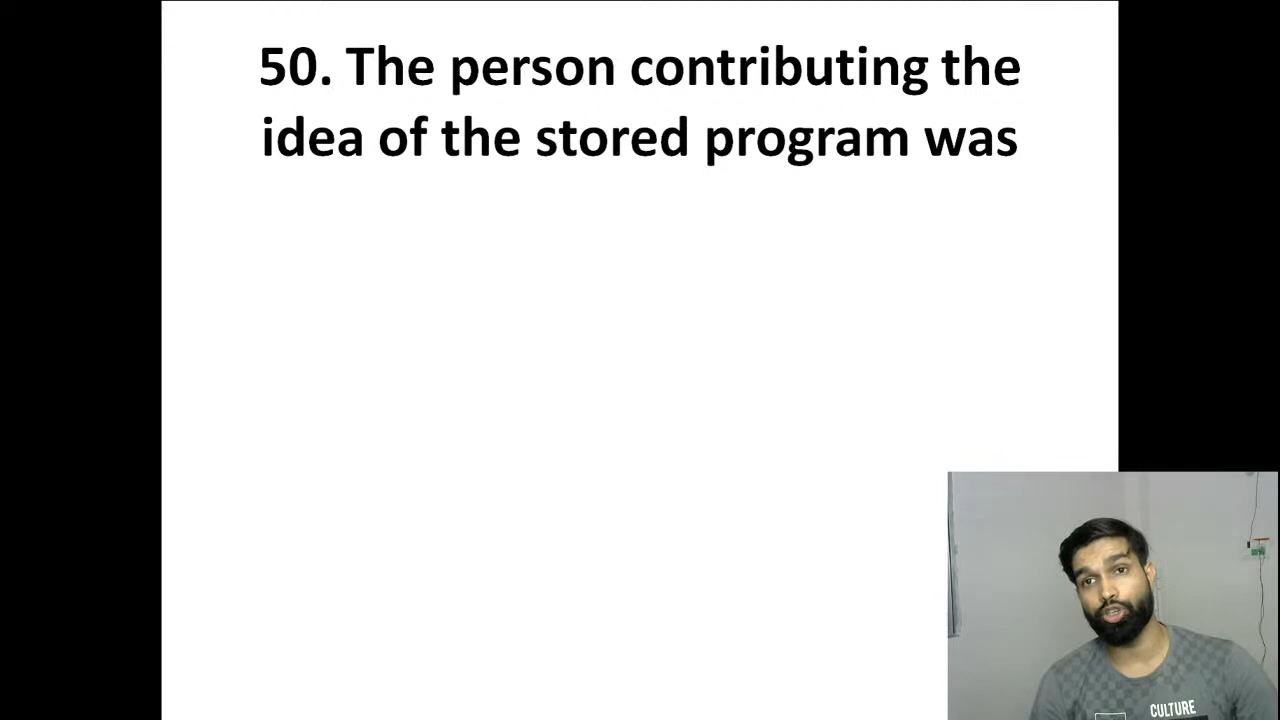 50. The person contributing the
idea of the stored program was
CULTURE